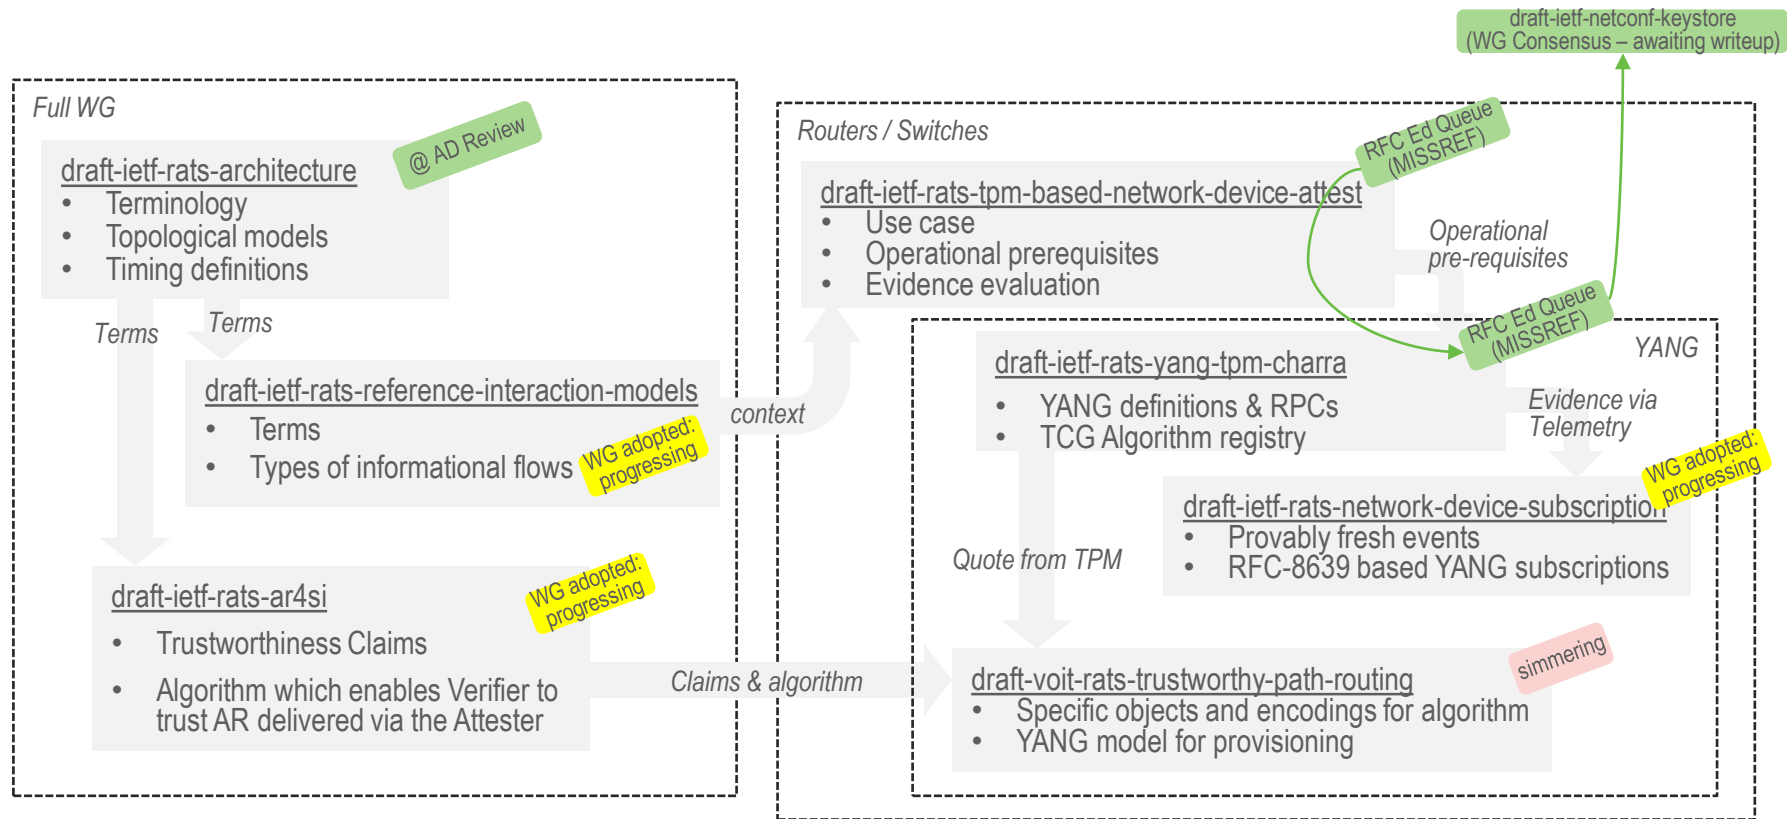 draft-ietf-netconf-keystore
(WG Consensus – awaiting writeup)
Full WG
@ AD Review
draft-ietf-rats-architecture
• Terminology
• Topological models
• Timing definitions
Terms
Terms
draft-ietf-rats-reference-interaction-models
• Terms
• Types of informational flows
WG adopted:
progressing
context
draft-ietf-rats-ar4si
WG adopted:
progressing
• Trustworthiness Claims
• Algorithm which enables Verifier to
trust AR delivered via the Attester
Claims & algorithm
Routers / Switches
RFC Ed Queue
(MISSREF)
draft-ietf-rats-tpm-based-network-device-attest
• Use case
• Operational prerequisites
• Evidence evaluation
Operational
pre-requisites
RFC Ed Queue
(MISSREF)
YANG
draft-ietf-rats-yang-tpm-charra
• YANG definitions & RPCs
• TCG Algorithm registry
Evidence via
Telemetry
WG adopted:
progressing
draft-ietf-rats-network-device-subscription
• Provably fresh events
• RFC-8639 based YANG subscriptions
Quote from TPM
simmering
draft-voit-rats-trustworthy-path-routing
• Specific objects and encodings for algorithm
• YANG model for provisioning